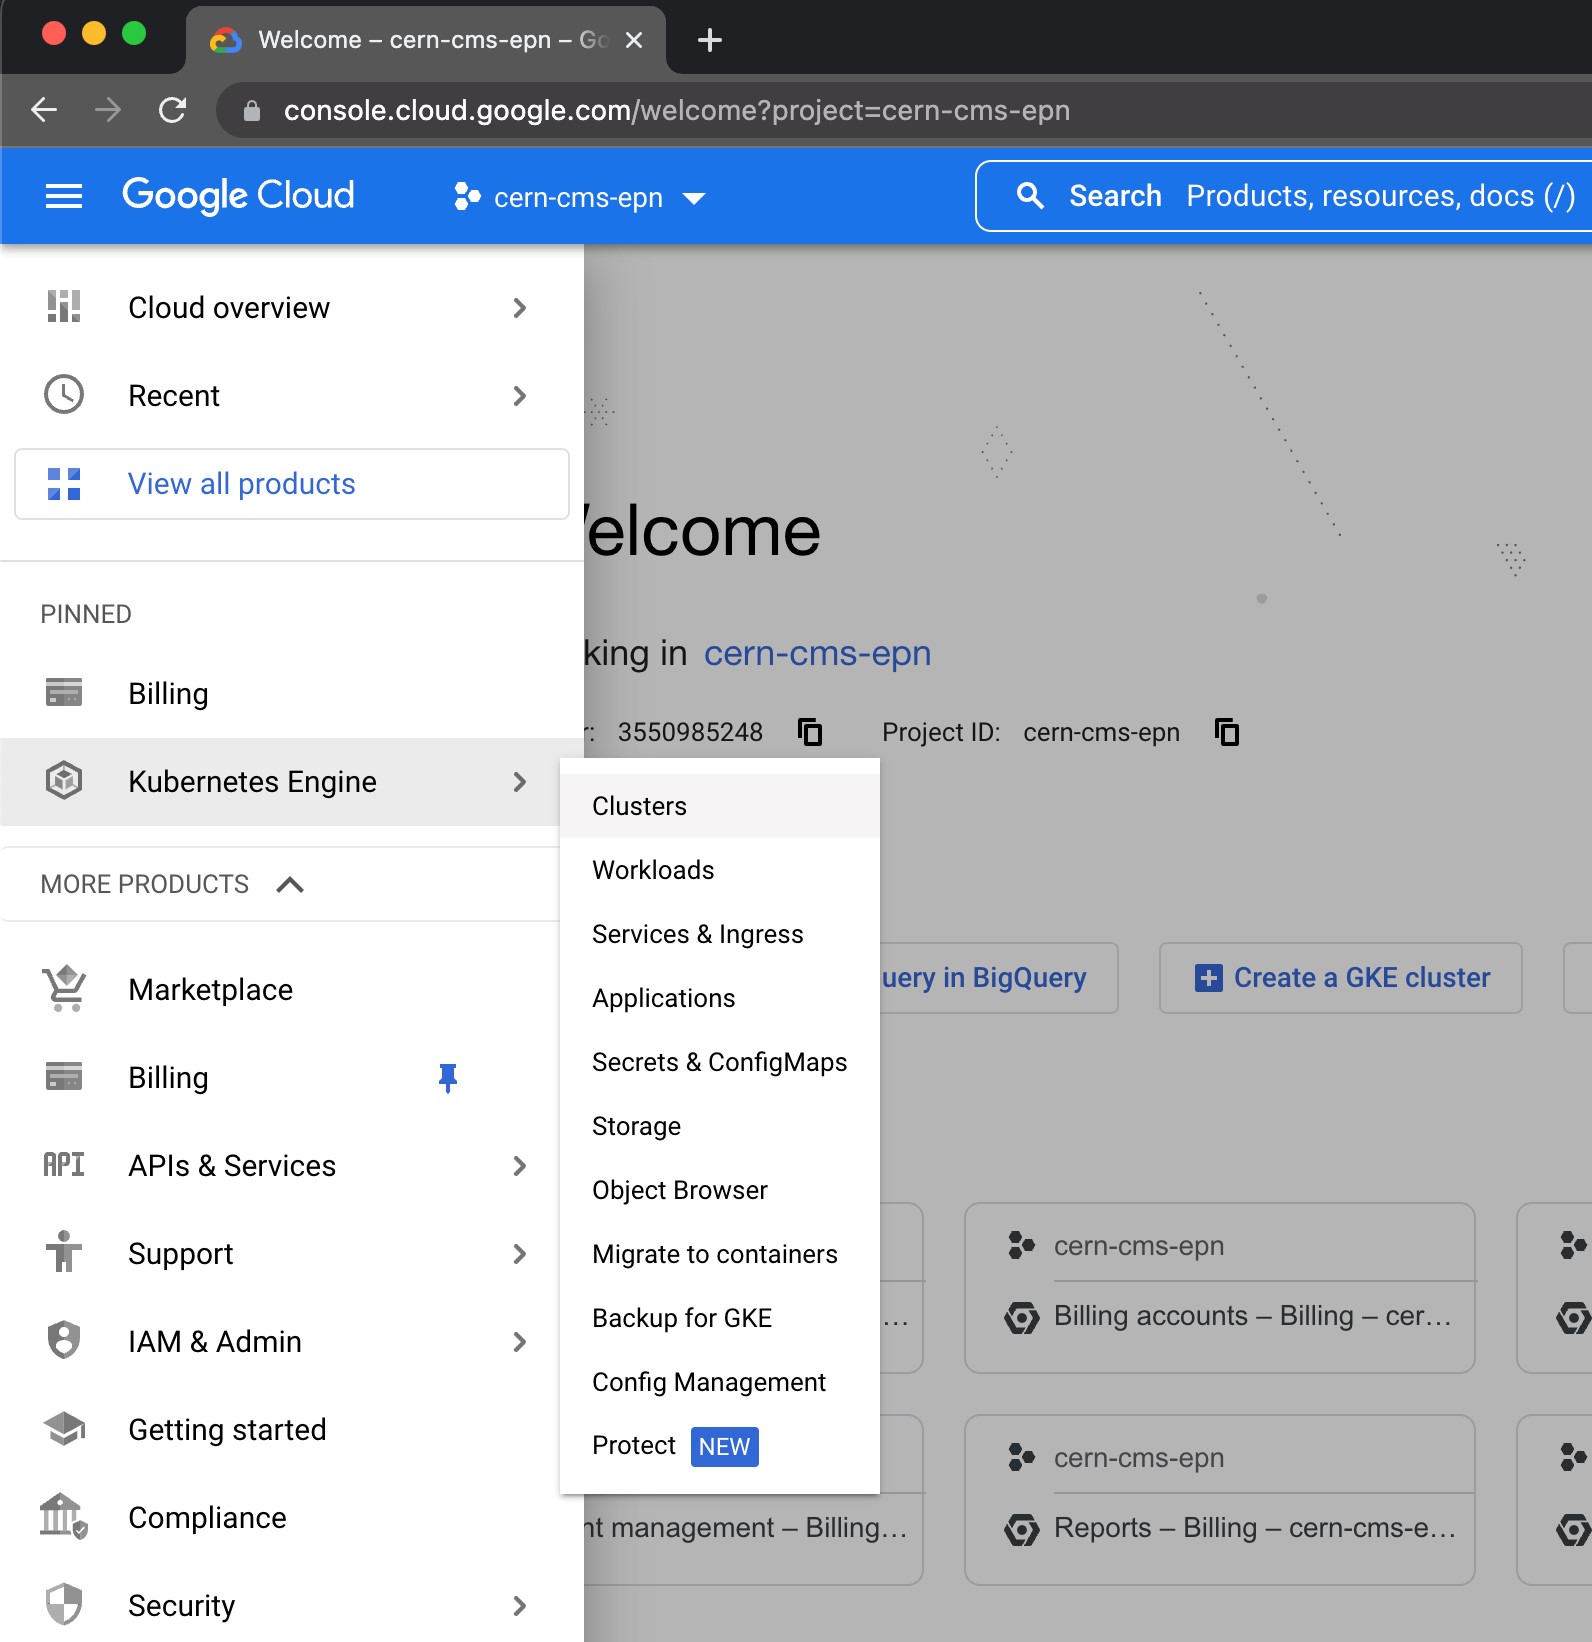 Welcome – cern-cms-epn – Go
console.cloud.google.com/welcome?project=cern-cms-epn
Google Cloud
cern-cms-epn
Search Products, resources, docs (/)
Cloud overview
Recent
View all products
PINNED
Billing
Kubernetes Engine
MORE PRODUCTS
Marketplace
Billing
API APIs & Services
Support
IAM & Admin
Getting started
Compliance
Security
Clusters
Workloads
Services & Ingress
Applications
Secrets & ConfigMaps
Storage
Object Browser
Migrate to containers
Backup for GKE
Config Management
Protect NEW
elcome
king in cern-cms-epn
r: 3550985248 Project ID: cern-cms-epn
uery in BigQuery
Create a GKE cluster
...
cern-cms-epn
Billing accounts – Billing – cer...
nt management – Billing...
cern-cms-epn
Reports – Billing – cern-cms-e...